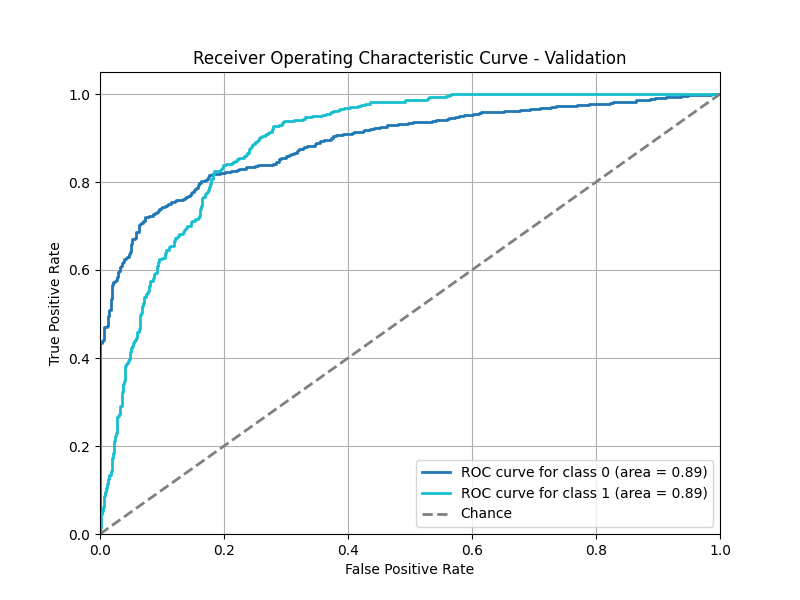 Receiver Operating Characteristic Curve - Validation
1.0
0.8
0.6
0.4
0.2
0.0
True Positive Rate
ROC curve for class 0 (area = 0.89)
ROC curve for class 1 (area = 0.89)
Chance
0.0 0.2 0.4 0.6 0.8 1.0
False Positive Rate